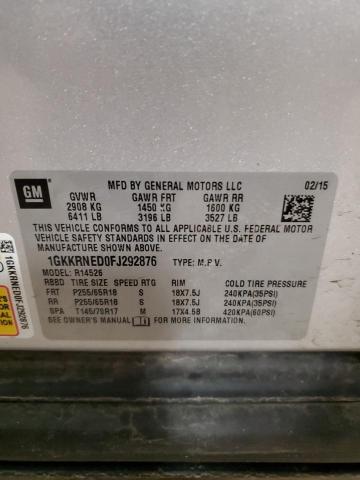 GM
MFD BY GENERAL MOTORS LLC 02/15
GVWR GAWR FRT GAWR RR
2908 KG 1450 KG 1600 KG
6411 LB 3196 LB 3527 LB
THIS VEHICLE CONFORMS TO ALL APPLICABLE U.S. FEDERAL MOTOR
VEHICLE SAFETY AND THEFT PREVENTION STANDARDS IN EFFECT ON
THE DATE OF MANUFACTURE SHOWN ABOVE.
1GKKRNED0FJ292876 TYPE: M.P.V.
MODEL: R14526
RBBD TIRE SIZE SPEED RTG RIM COLD TIRE PRESSURE
FRT P255/65R18 S 18X7.5J 240KPA(35PSI)
RR P255/65R18 S 18X7.5J 240KPA(35PSI)
SPA T145/70R17 M 17X4.5B 420KPA(60PSI)
SEE OWNER'S MANUAL FOR MORE INFORMATION.
1GKKRNED0FJ292876